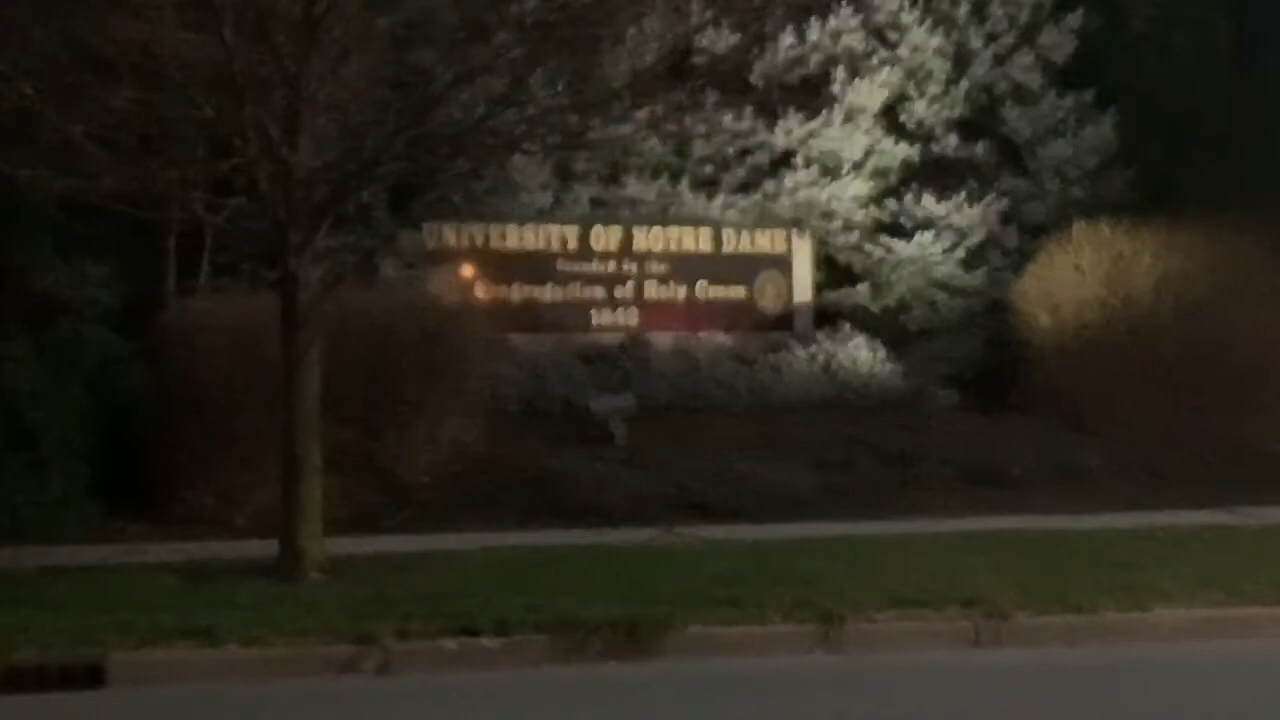 UNIVERSITY OF NOTRE DAME
founded by the
Congregation of Holy Cross
1842